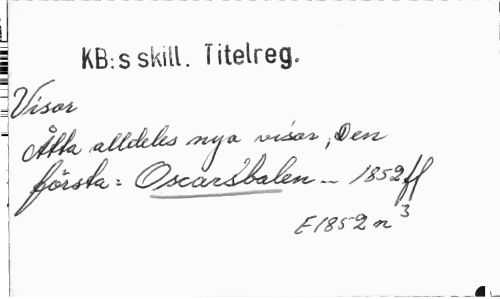 KB:s skill. Titelreg.
Visor
Åtta alldeles nya visor, Den
första: Oscarsbalen – 1852 ff
E 1852 n 3